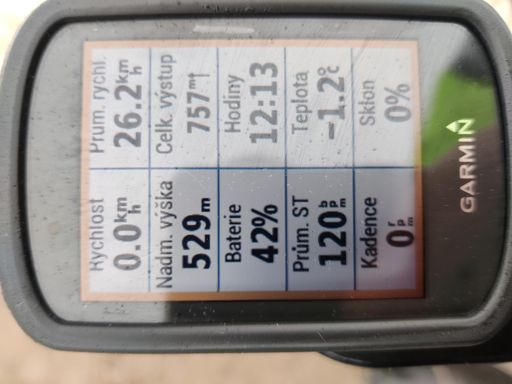 Rychlost
Prům. rychl.
0.0 km/h
26.2 km/h
Nadm. výška
Celk. výstup
529 m
757 m↑
Baterie
Hodiny
42%
12:13
Prům. ST
Teplota
120 bpm
-1.2°C
Kadence
Sklon
0 rpm
0%
GARMIN